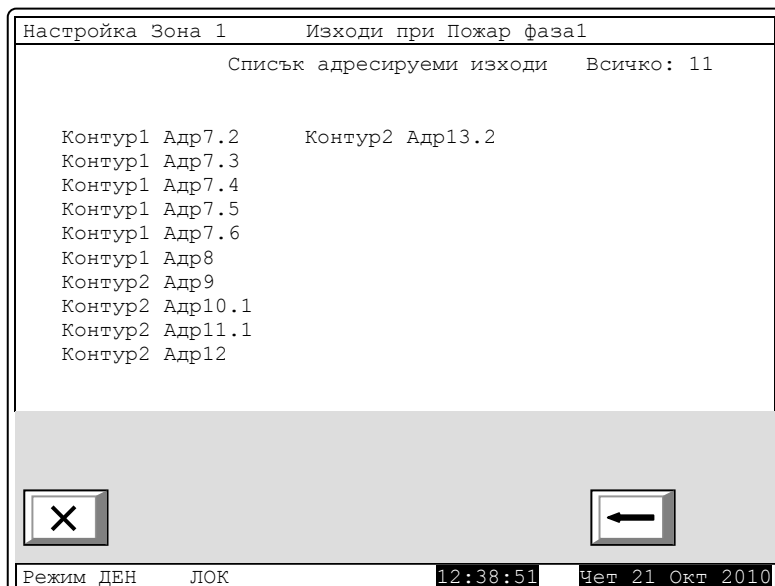 Настройка Зона 1 Изходи при Пожар фаза1
Списък адресируеми изходи Всичко: 11
Контур1 Адр7.2 Контур2 Адр13.2
Контур1 Адр7.3
Контур1 Адр7.4
Контур1 Адр7.5
Контур1 Адр7.6
Контур1 Адр8
Контур2 Адр9
Контур2 Адр10.1
Контур2 Адр11.1
Контур2 Адр12
Режим ДЕН ЛОК 12:38:51 Чет 21 Окт 2010